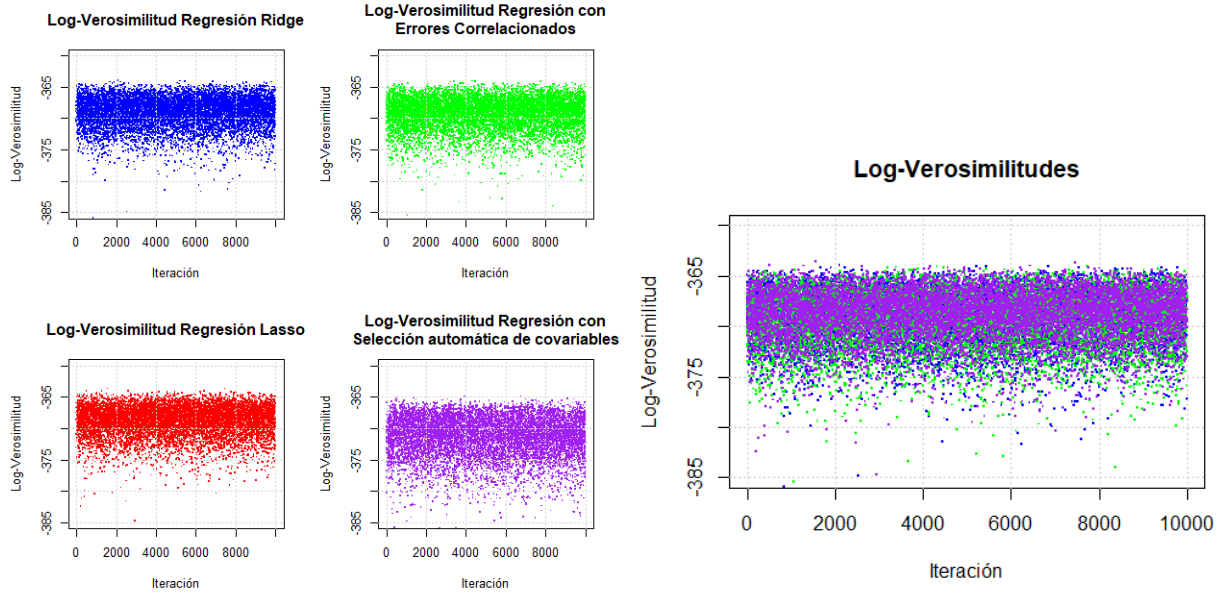 Log-Verosimilitud Regresión Ridge
Log-Verosimilitud
-365
-375
-385
0 2000 4000 6000 8000
Iteración
Log-Verosimilitud Regresión con
Errores Correlacionados
Log-Verosimilitud
-365
-375
-385
0 2000 4000 6000 8000
Iteración
Log-Verosimilitud Regresión Lasso
Log-Verosimilitud
-365
-375
-385
0 2000 4000 6000 8000
Iteración
Log-Verosimilitud Regresión con
Selección automática de covariables
Log-Verosimilitud
-365
-375
-385
0 2000 4000 6000 8000
Iteración
Log-Verosimilitudes
Log-Verosimilitud
-365
-375
-385
0 2000 4000 6000 8000 10000
Iteración